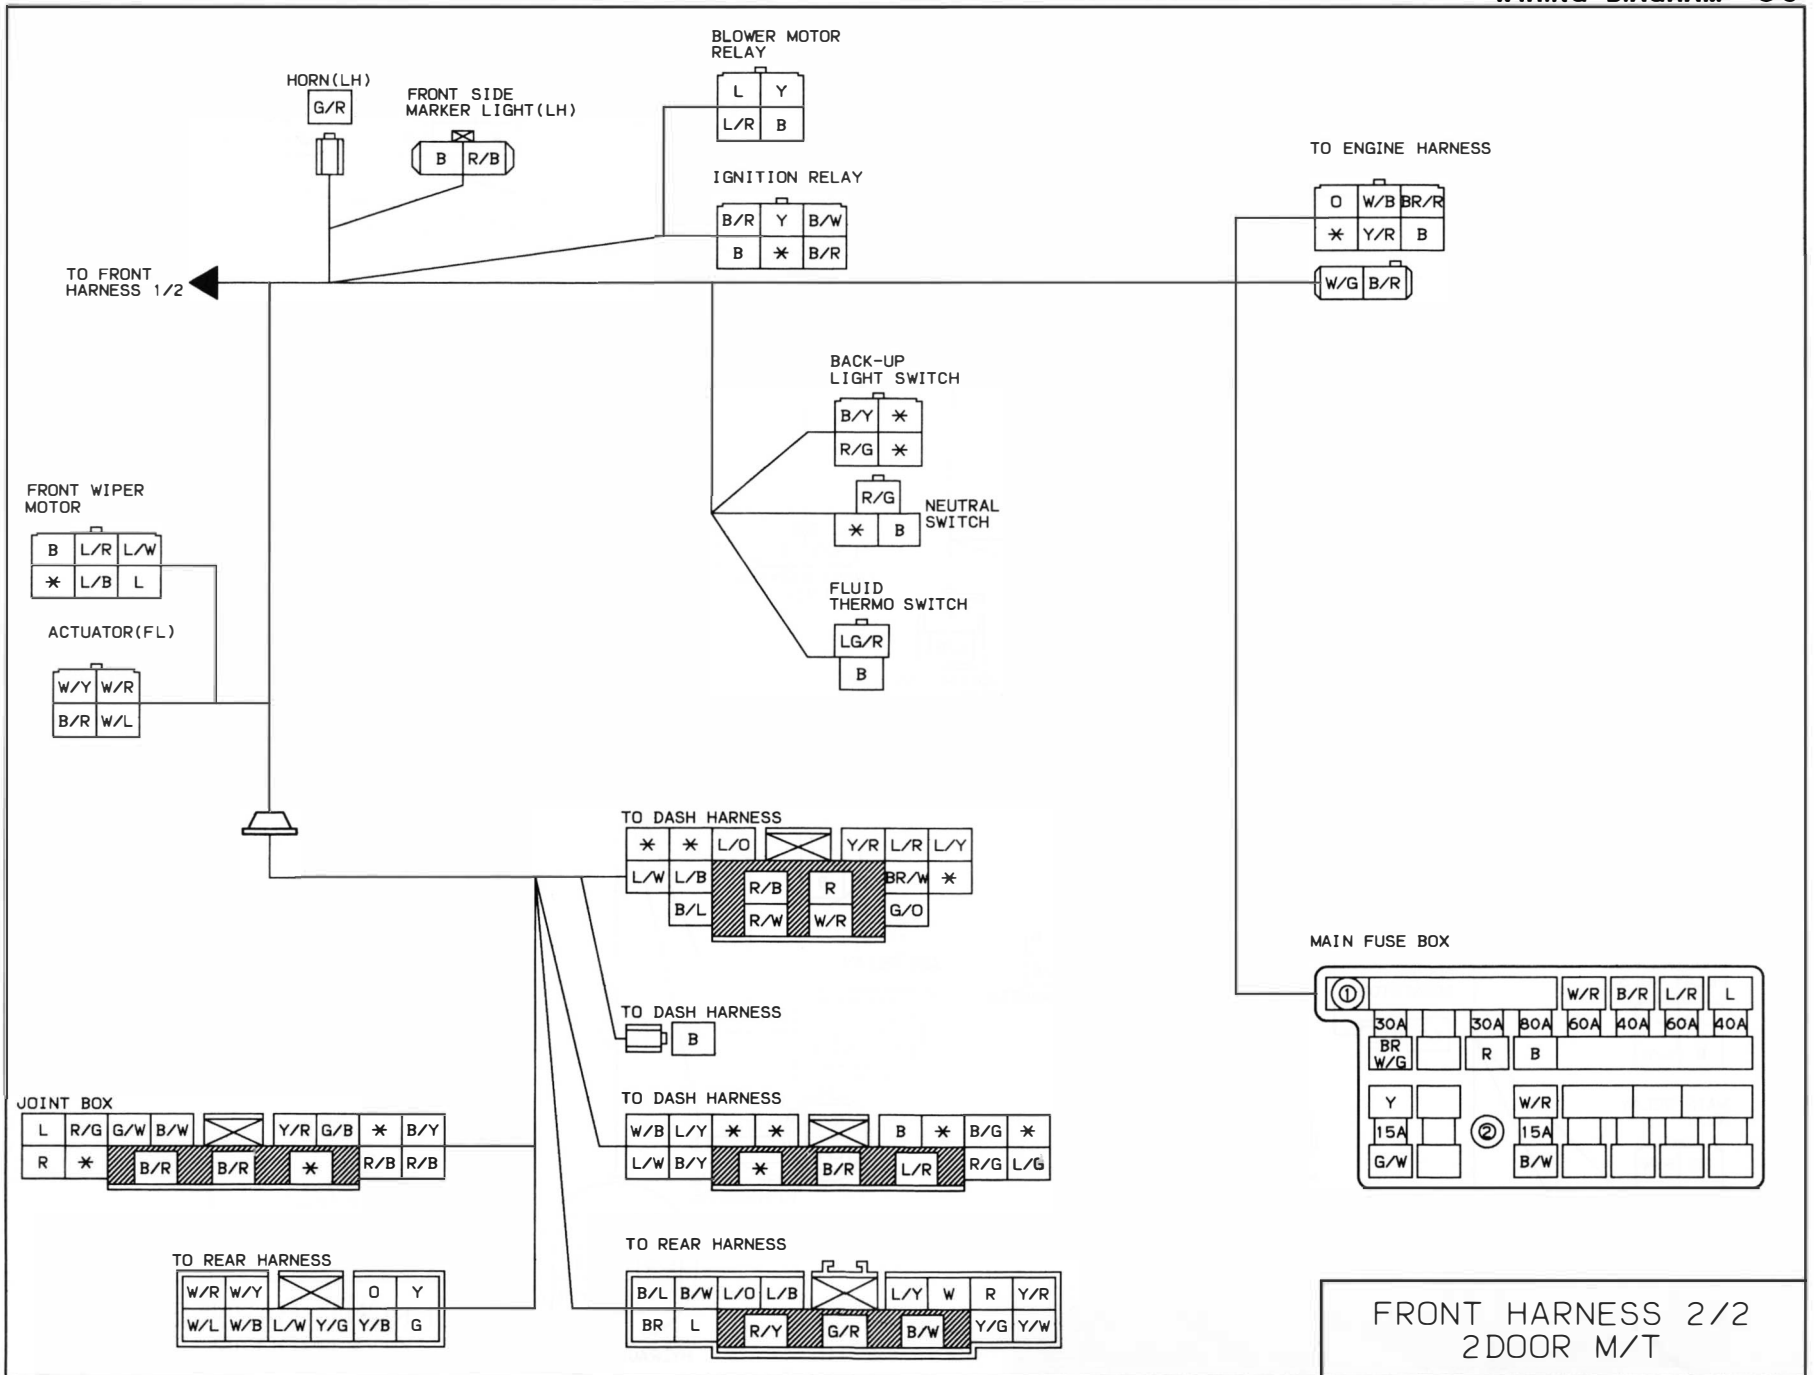 BLOWER MOTOR
RELAY
L Y
L/R B
HORN(LH)
G/R
FRONT SIDE
MARKER LIGHT(LH)
B R/B
IGNITION RELAY
B/R Y B/W
B * B/R
TO ENGINE HARNESS
O W/B BR/R
* Y/R B
W/G B/R
TO FRONT
HARNESS 1/2
BACK-UP
LIGHT SWITCH
B/Y *
R/G *
R/G
* B
NEUTRAL
SWITCH
FLUID
THERMO SWITCH
LG/R
B
FRONT WIPER
MOTOR
B L/R L/W
* L/B L
ACTUATOR(FL)
W/Y W/R
B/R W/L
TO DASH HARNESS
* * L/O Y/R L/R L/Y
L/W L/B R/B R BR/W *
B/L R/W W/R G/O
TO DASH HARNESS
B
MAIN FUSE BOX
① W/R B/R L/R L
30A 30A 80A 60A 40A 60A 40A
BR
W/G R B
Y W/R
15A ② 15A
G/W B/W
JOINT BOX
L R/G G/W B/W Y/R G/B * B/Y
R * B/R B/R * R/B R/B
TO DASH HARNESS
W/B L/Y * * B * B/G *
L/W B/Y * B/R L/R R/G L/G
TO REAR HARNESS
W/R W/Y O Y
W/L W/B L/W Y/G Y/B G
TO REAR HARNESS
B/L B/W L/O L/B L/Y W R Y/R
BR L R/Y G/R B/W Y/G Y/W
FRONT HARNESS 2/2
2DOOR M/T